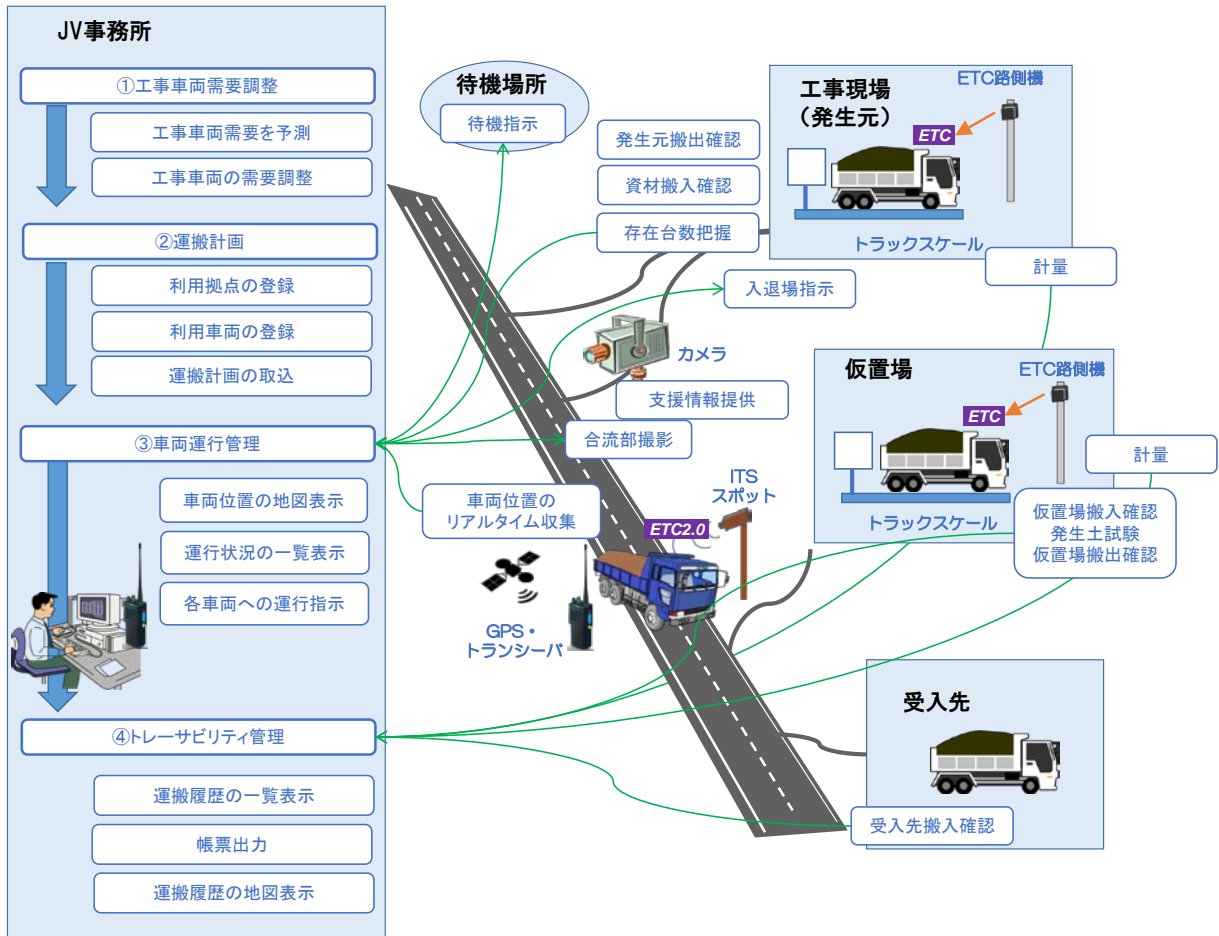 JV事務所
①工事車両需要調整
工事車両需要を予測
工事車両の需要調整
②運搬計画
利用拠点の登録
利用車両の登録
運搬計画の取込
③車両運行管理
車両位置の地図表示
運行状況の一覧表示
各車両への運行指示
④トレーサビリティ管理
運搬履歴の一覧表示
帳票出力
運搬履歴の地図表示
待機場所
待機指示
発生元搬出確認
資材搬入確認
存在台数把握
入退場指示
カメラ
支援情報提供
合流部撮影
車両位置の
リアルタイム収集
ITS
スポット
ETC2.0
GPS・
トランシーバ
工事現場
（発生元）
ETC路側機
ETC
トラックスケール
計量
仮置場
ETC路側機
ETC
トラックスケール
計量
仮置場搬入確認
発生土試験
仮置場搬出確認
受入先
受入先搬入確認